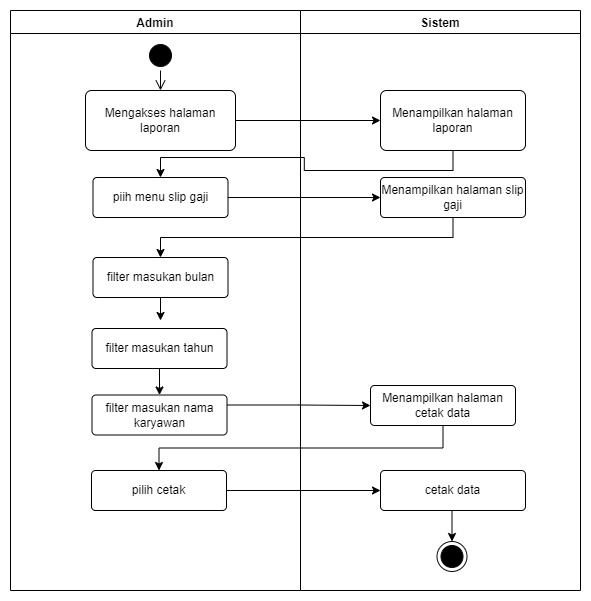 Admin
Sistem
Mengakses halaman
laporan
Menampilkan halaman
laporan
piih menu slip gaji
Menampilkan halaman slip
gaji
filter masukan bulan
filter masukan tahun
filter masukan nama
karyawan
Menampilkan halaman
cetak data
pilih cetak
cetak data